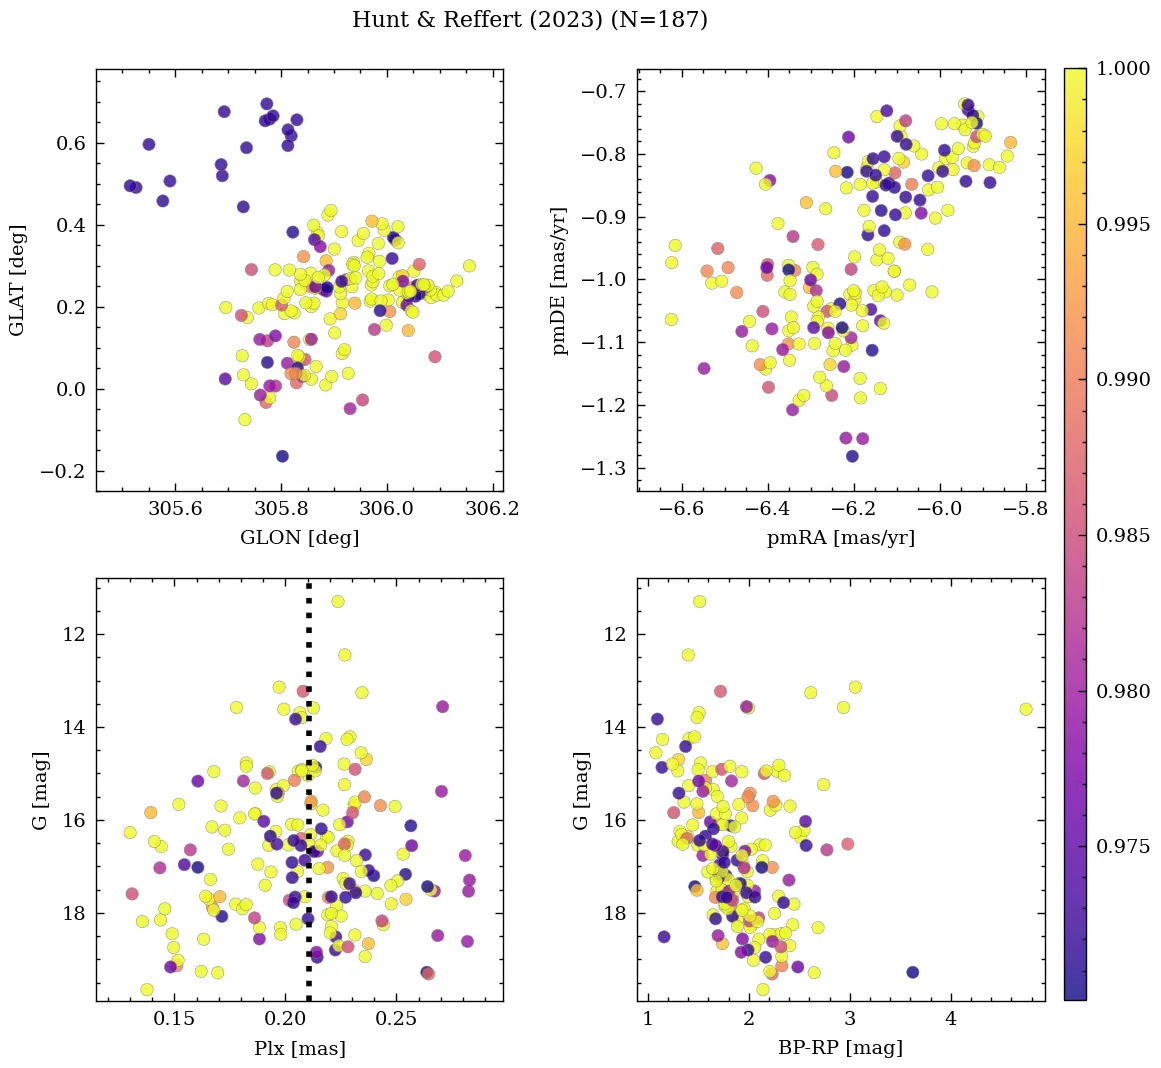 Hunt & Reffert (2023) (N=187)
0.6
0.4
0.2
0.0
−0.2
GLAT [deg]
305.6 305.8 306.0 306.2
GLON [deg]
−0.7
−0.8
−0.9
−1.0
−1.1
−1.2
−1.3
pmDE [mas/yr]
−6.6 −6.4 −6.2 −6.0 −5.8
pmRA [mas/yr]
1.000
0.995
0.990
0.985
0.980
0.975
12
14
16
18
G [mag]
0.15 0.20 0.25
Plx [mas]
12
14
16
18
G [mag]
1 2 3 4
BP-RP [mag]